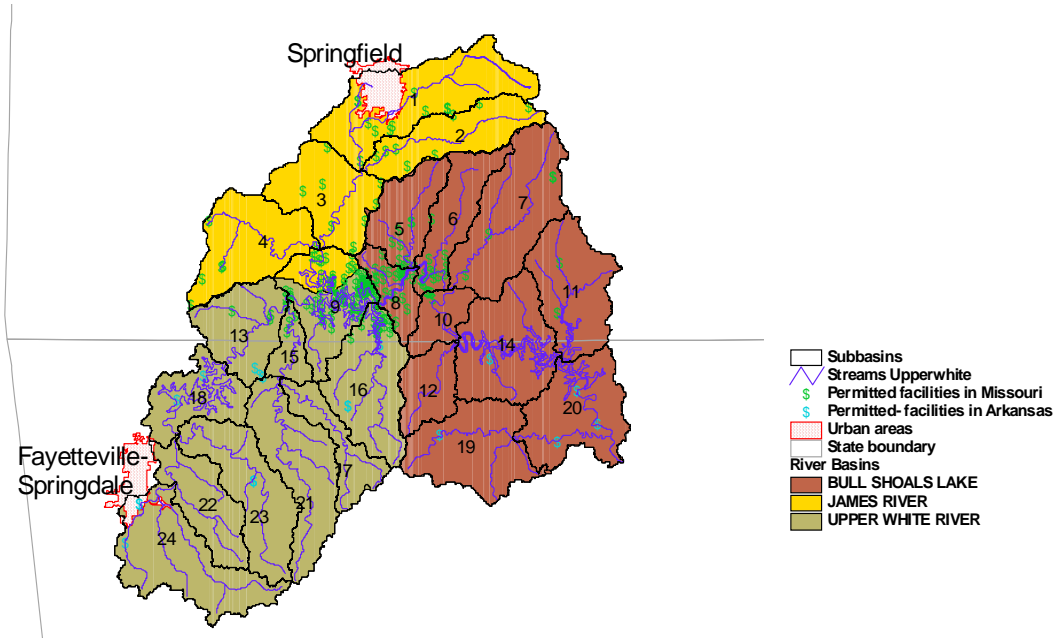 Springfield
1
2
3
4
5
6
7
8
9
10
11
12
13
14
15
16
17
18
19
20
21
22
23
24
Fayetteville-
Springdale
Subbasins
Streams Upperwhite
$ Permitted facilities in Missouri
$ Permitted- facilities in Arkansas
Urban areas
State boundary
River Basins
BULL SHOALS LAKE
JAMES RIVER
UPPER WHITE RIVER